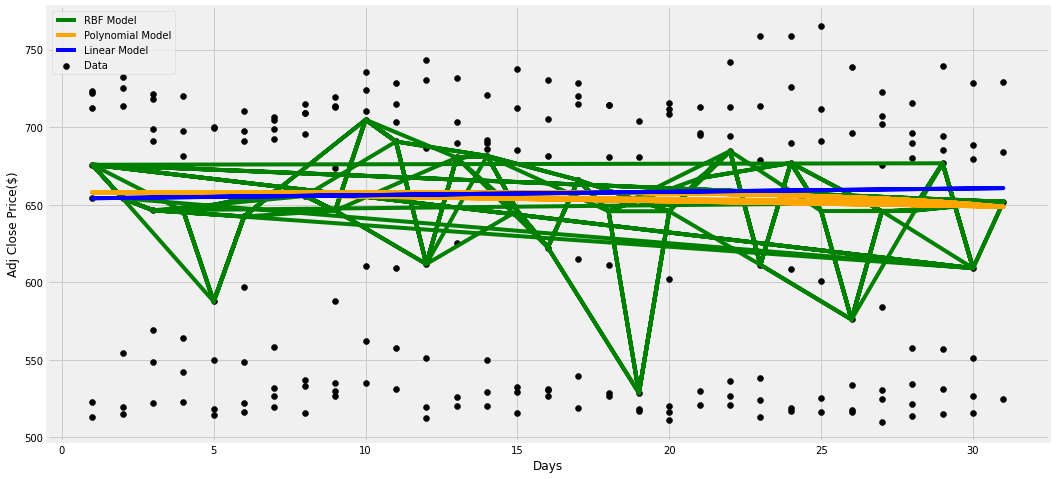 RBF Model
Polynomial Model
Linear Model
Data
750
700
650
600
550
500
Adj Close Price($)
0 5 10 15 20 25 30
Days